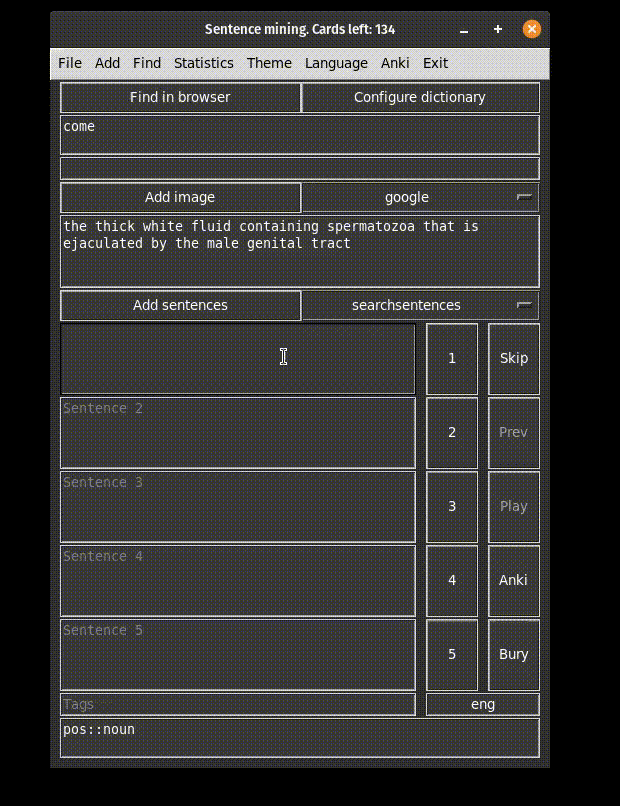 Sentence mining. Cards left: 134
File Add Find Statistics Theme Language Anki Exit
Find in browser Configure dictionary
come
Add image google
the thick white fluid containing spermatozoa that is
ejaculated by the male genital tract
Add sentences searchsentences
1 Skip
Sentence 2
2 Prev
Sentence 3
3 Play
Sentence 4
4 Anki
Sentence 5
5 Bury
Tags eng
pos::noun